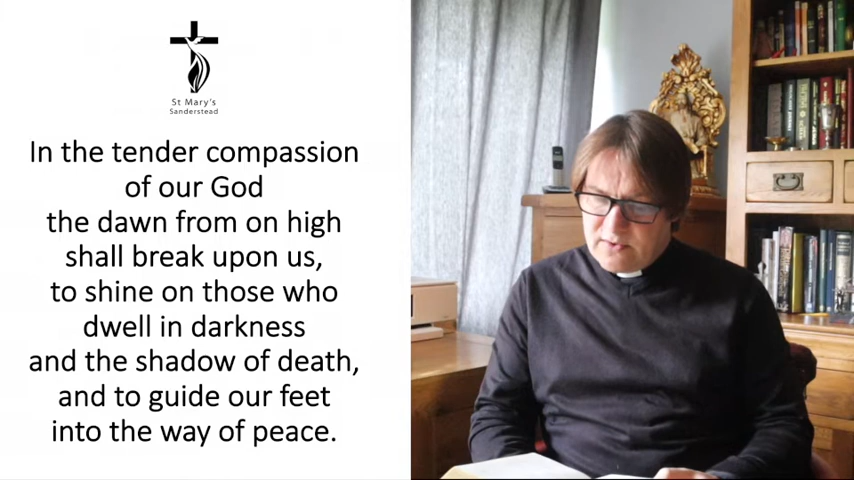 St Mary's
Sanderstead
In the tender compassion
of our God
the dawn from on high
shall break upon us,
to shine on those who
dwell in darkness
and the shadow of death,
and to guide our feet
into the way of peace.